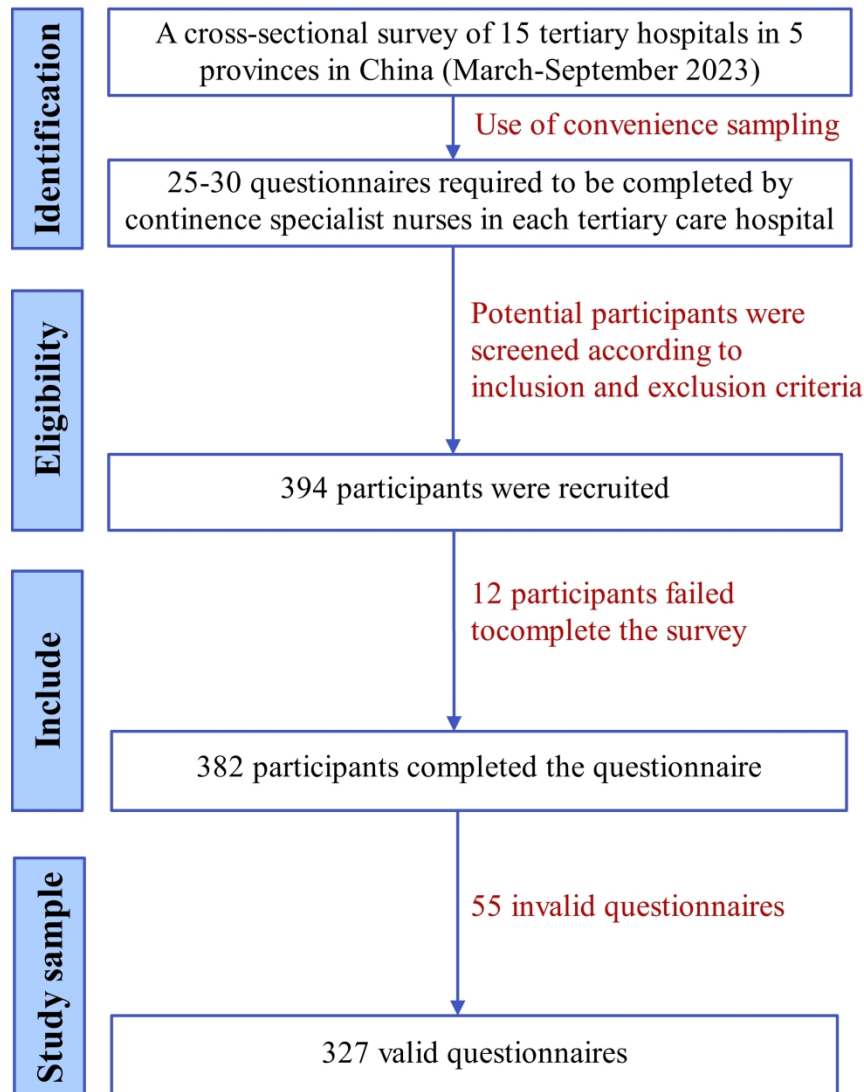 Identification
A cross-sectional survey of 15 tertiary hospitals in 5
provinces in China (March-September 2023)
Use of convenience sampling
25-30 questionnaires required to be completed by
continence specialist nurses in each tertiary care hospital
Eligibility
Potential participants were
screened according to
inclusion and exclusion criteria
394 participants were recruited
Include
12 participants failed
tocomplete the survey
382 participants completed the questionnaire
Study sample
55 invalid questionnaires
327 valid questionnaires